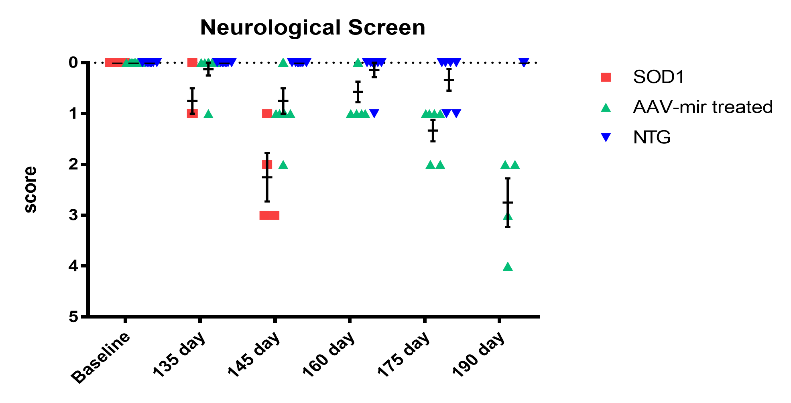 Neurological Screen
score
0
1
2
3
4
5
Baseline
135 day
145 day
160 day
175 day
190 day
SOD1
AAV-mir treated
NTG